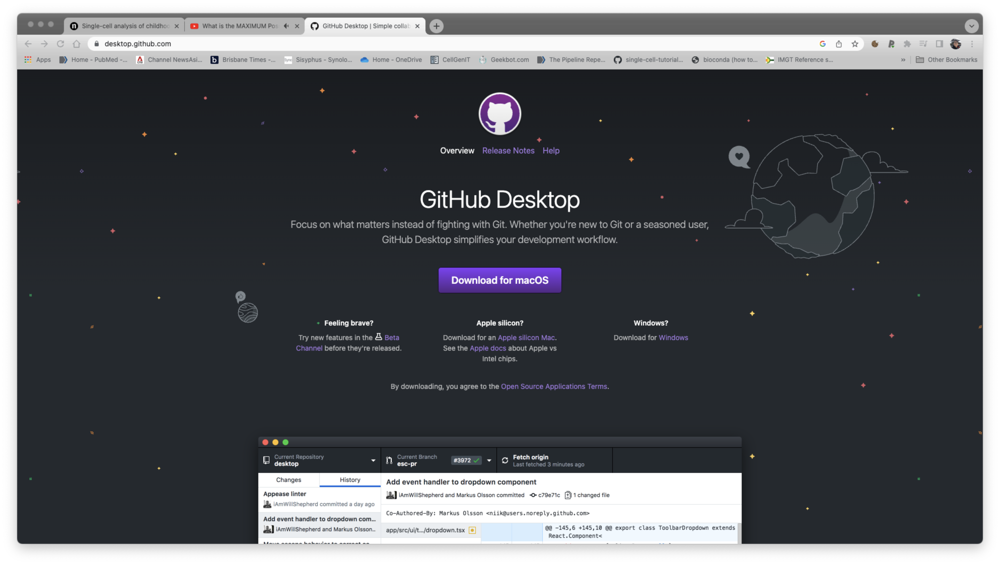 Single-cell analysis of childhoo
What is the MAXIMUM Pos
GitHub Desktop | Simple collab
desktop.github.com
Apps
Home - PubMed -...
Channel NewsAsi...
Brisbane Times -...
Sisyphus - Synolo...
Home - OneDrive
CellGenIT
Geekbot.com
The Pipeline Repe...
single-cell-tutorial...
bioconda (how to...
IMGT Reference s...
Other Bookmarks
Overview Release Notes Help
GitHub Desktop
Focus on what matters instead of fighting with Git. Whether you're new to Git or a seasoned user,
GitHub Desktop simplifies your development workflow.
Download for macOS
Feeling brave?
Try new features in the Beta
Channel before they're released.
Apple silicon?
Download for an Apple silicon Mac.
See the Apple docs about Apple vs
Intel chips.
Windows?
Download for Windows
By downloading, you agree to the Open Source Applications Terms.
Current Repository
desktop
Current Branch
esc-pr
#3972
Fetch origin
Last fetched 3 minutes ago
Changes
History
Appease linter
iAmWillShepherd committed a day ago
Add event handler to dropdown com...
iAmWillShepherd and Markus Olsson...
Add event handler to dropdown component
iAmWillShepherd and Markus Olsson committed c79e71c 1 changed file
Co-Authored-By: Markus Olsson <niik@users.noreply.github.com>
app/src/ui/t.../dropdown.tsx
@@ -145,6 +145,10 @@ export class ToolbarDropdown extends
React.Component<